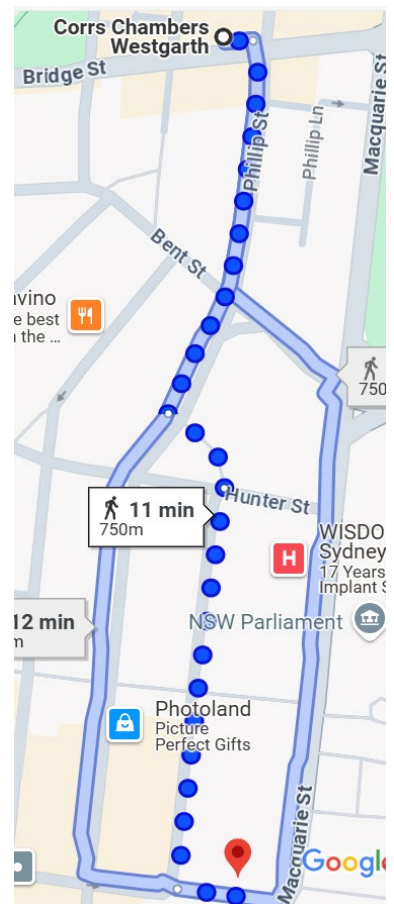 Corrs Chambers
Westgarth
Bridge St
Macquarie St
Phillip St
Phillip Ln
Bent St
avino
e best
n the ...
750
11 min
750m
Hunter St
WISDO
Sydney
17 Years
Implant S
H
12 min
m
NSW Parliament
Photoland
Picture
Perfect Gifts
Macquarie St
Google